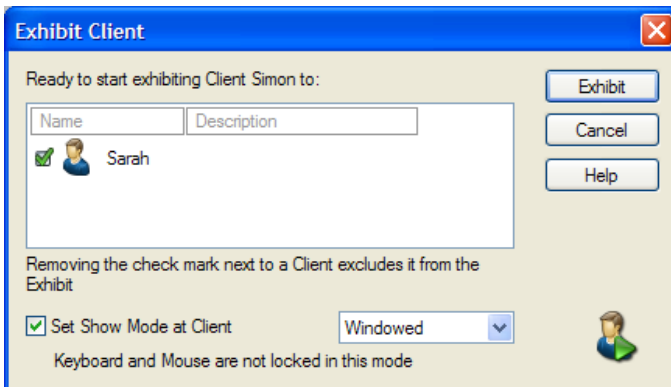 Exhibit Client
Ready to start exhibiting Client Simon to:
Exhibit
Name Description
Cancel
Sarah
Help
Removing the check mark next to a Client excludes it from the
Exhibit
Set Show Mode at Client Windowed
Keyboard and Mouse are not locked in this mode